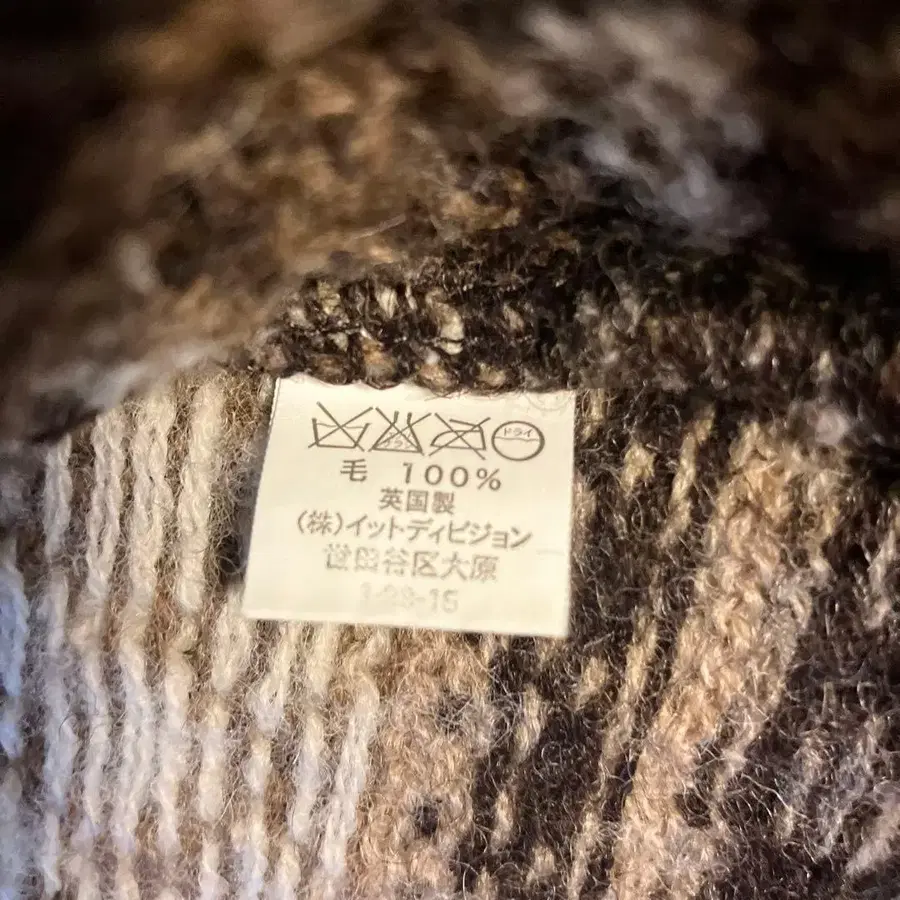 ドライ
毛 100%
英国製
(株)イットディビジョン
世田谷区大原